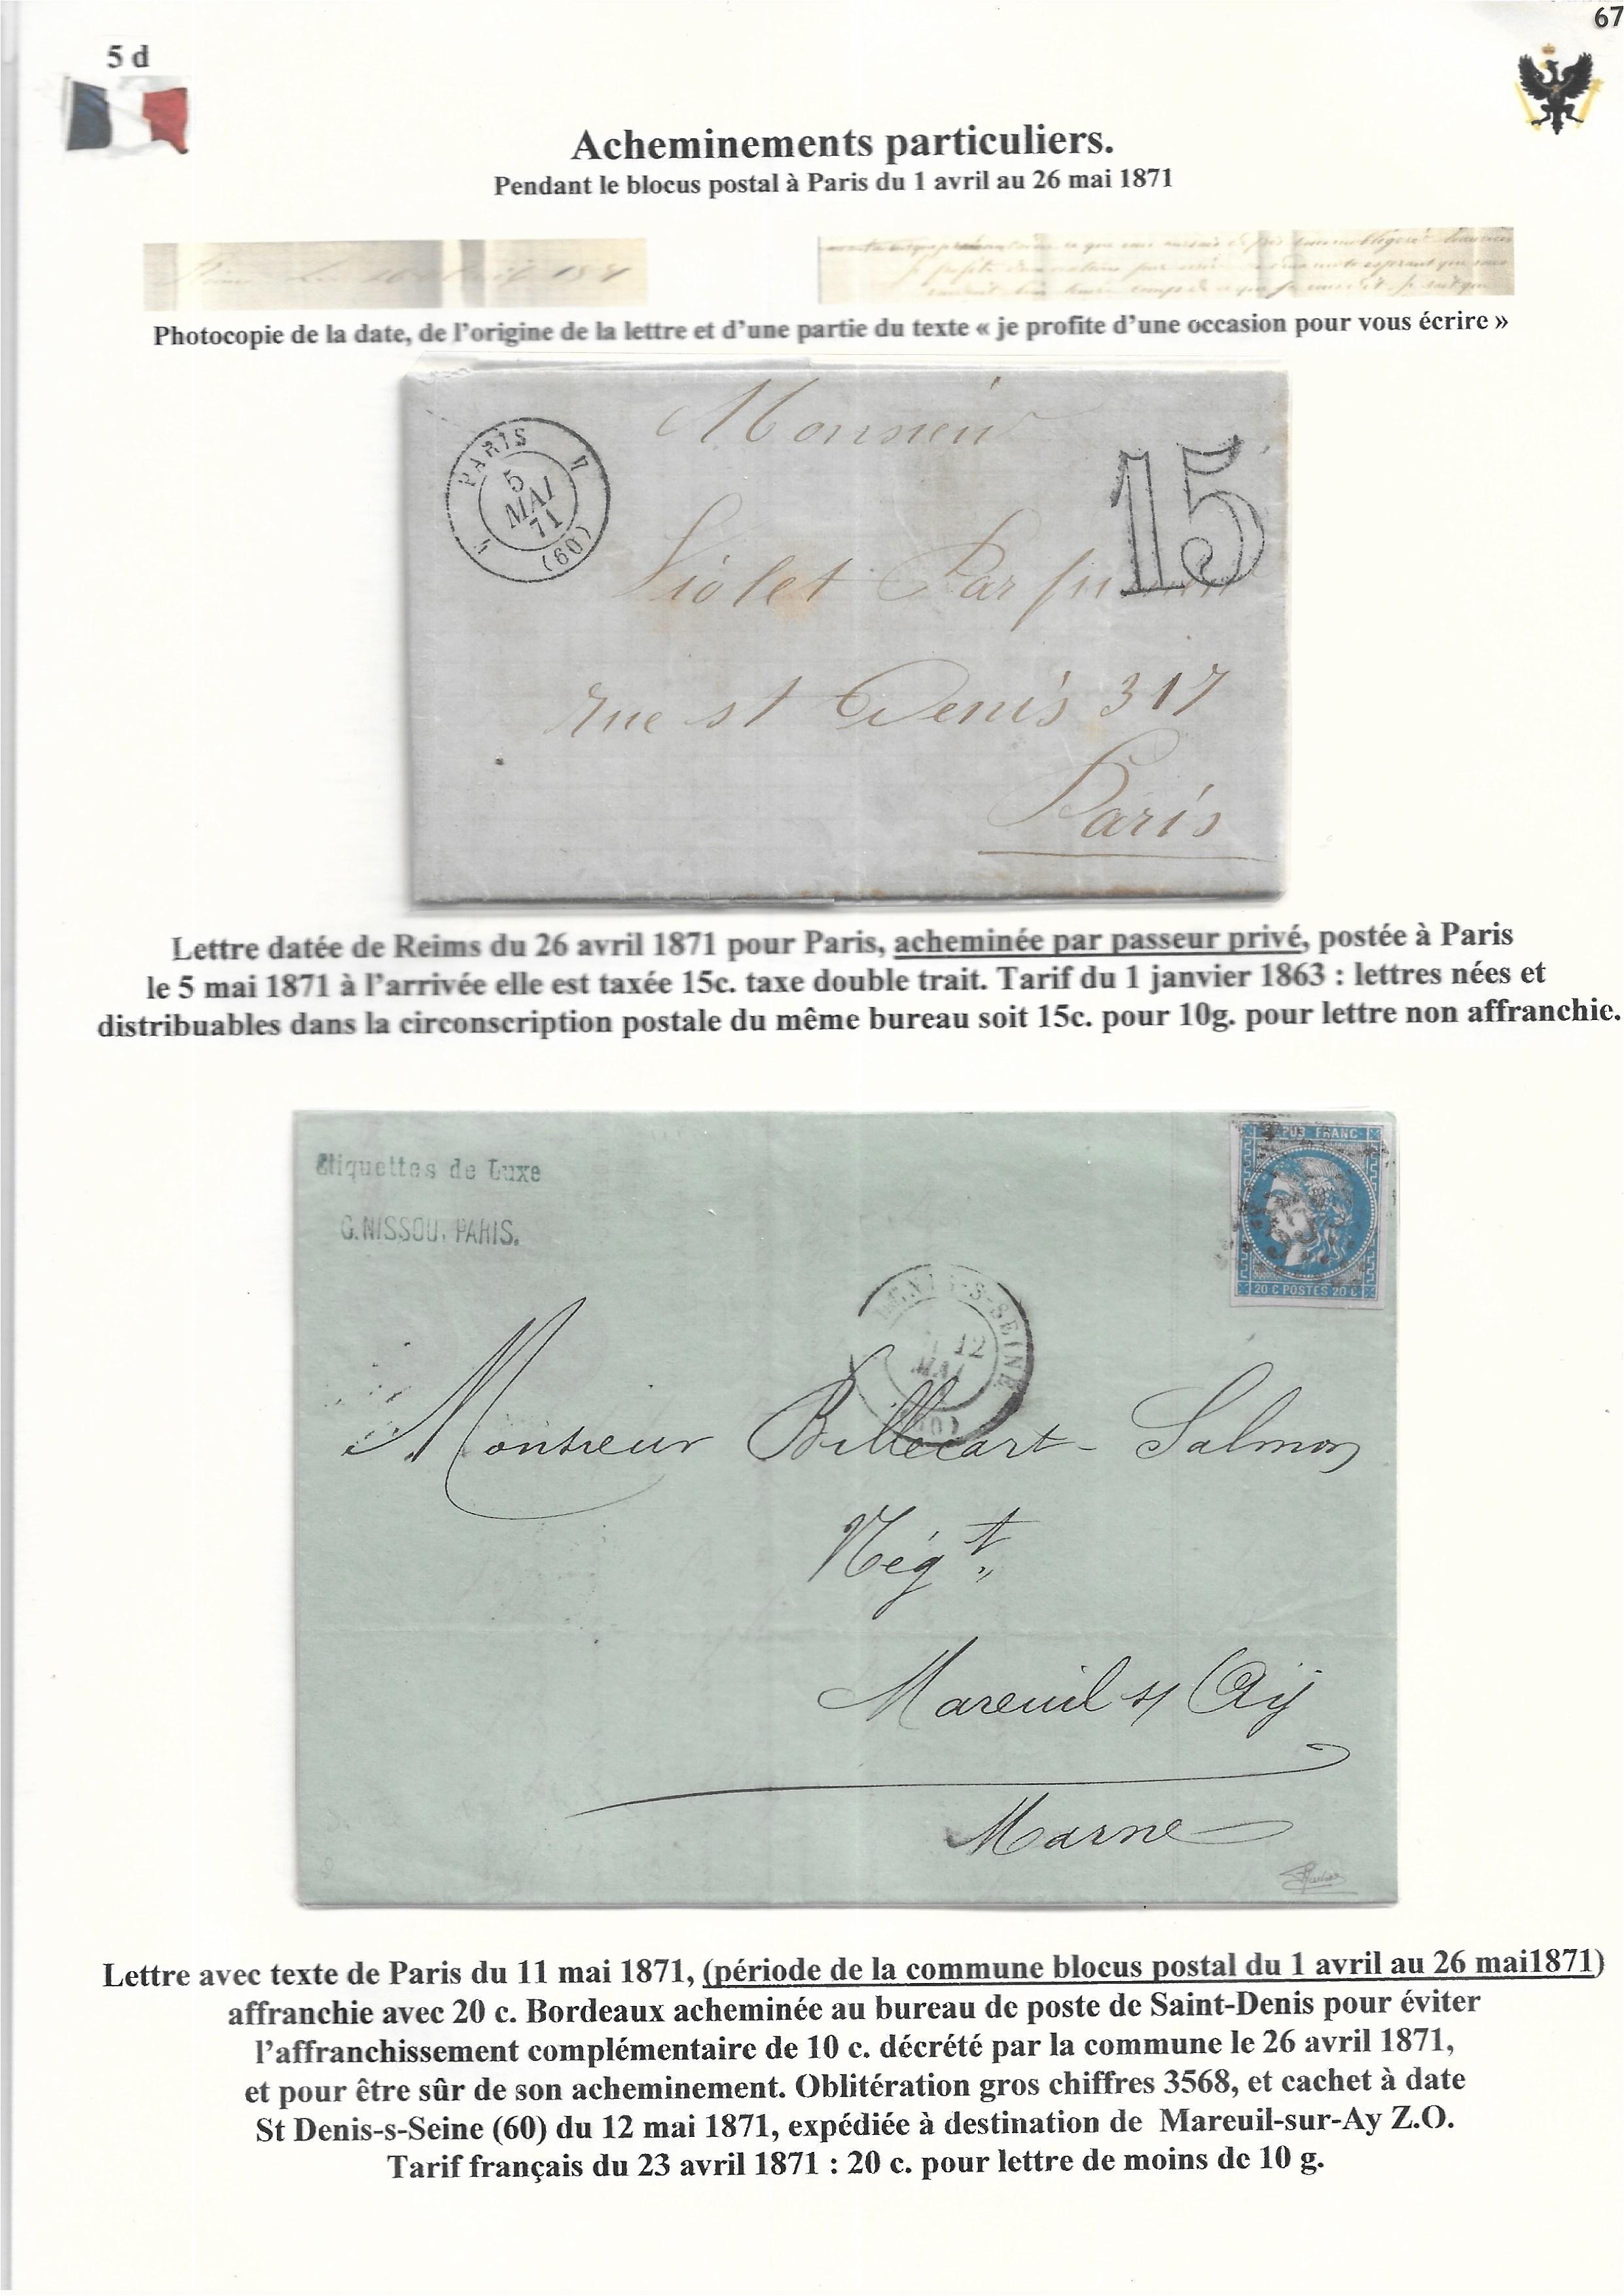 67
5 d
Acheminements particuliers.
Pendant le blocus postal à Paris du 1 avril au 26 mai 1871
Photocopie de la date, de l'origine de la lettre et d'une partie du texte « je profite d'une occasion pour vous écrire »
PARIS
5
MAI
71
(60)
15
Monsieur
Violet
rue st Denis 317
Paris
Lettre datée de Reims du 26 avril 1871 pour Paris, acheminée par passeur privé, postée à Paris
le 5 mai 1871 à l'arrivée elle est taxée 15c. taxe double trait. Tarif du 1 janvier 1863 : lettres nées et
distribuables dans la circonscription postale du même bureau soit 15c. pour 10g. pour lettre non affranchie.
Etiquettes de Luxe
G. NISSOU, PARIS.
FRANC
20 C POSTES 20 C
S-SEINE
12
MAI
Monsieur Billecart-Salmon
Négt
Mareuil s/ Aÿ
Marne
Lettre avec texte de Paris du 11 mai 1871, (période de la commune blocus postal du 1 avril au 26 mai1871)
affranchie avec 20 c. Bordeaux acheminée au bureau de poste de Saint-Denis pour éviter
l'affranchissement complémentaire de 10 c. décrété par la commune le 26 avril 1871,
et pour être sûr de son acheminement. Oblitération gros chiffres 3568, et cachet à date
St Denis-s-Seine (60) du 12 mai 1871, expédiée à destination de Mareuil-sur-Ay Z.O.
Tarif français du 23 avril 1871 : 20 c. pour lettre de moins de 10 g.